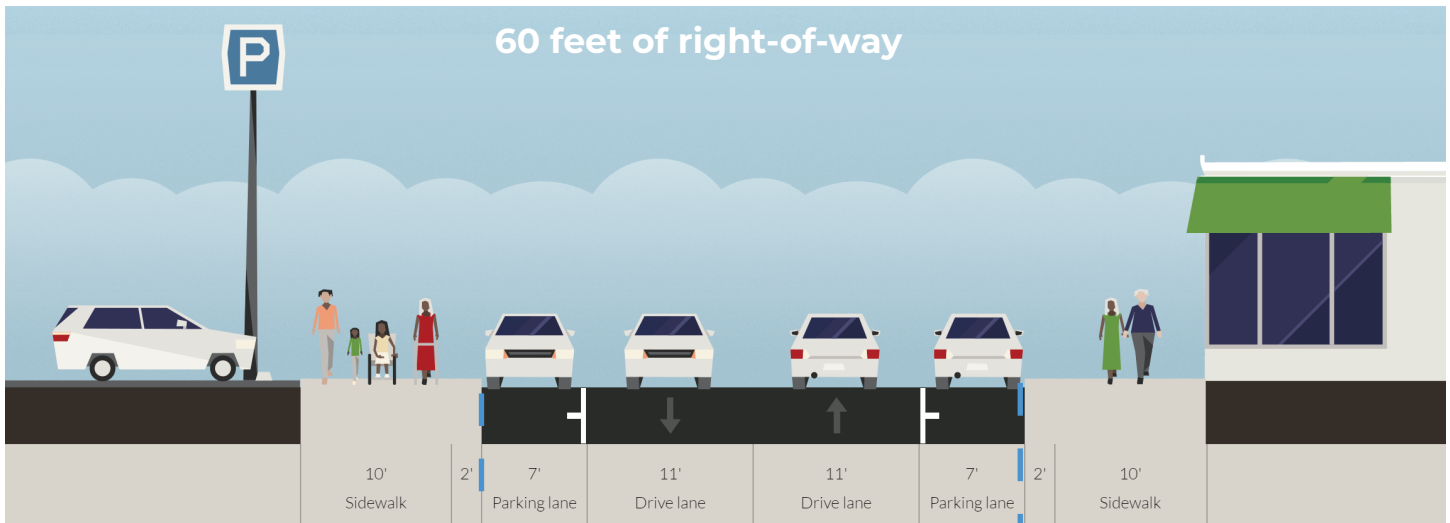 60 feet of right-of-way
P
10' 2' 7' 11' 11' 7' 2' 10'
Sidewalk Parking lane Drive lane Drive lane Parking lane Sidewalk